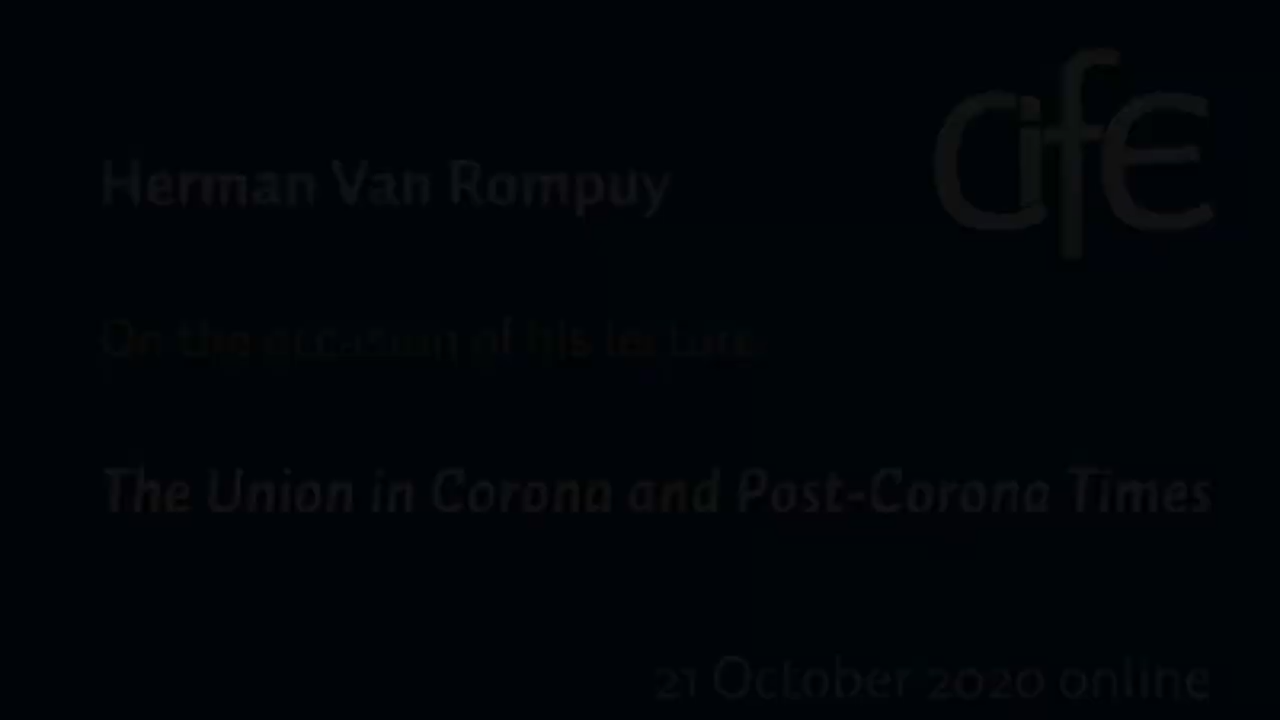 cifE
Herman Van Rompuy
On the occasion of his lecture
The Union in Corona and Post-Corona Times
21 October 2020 online